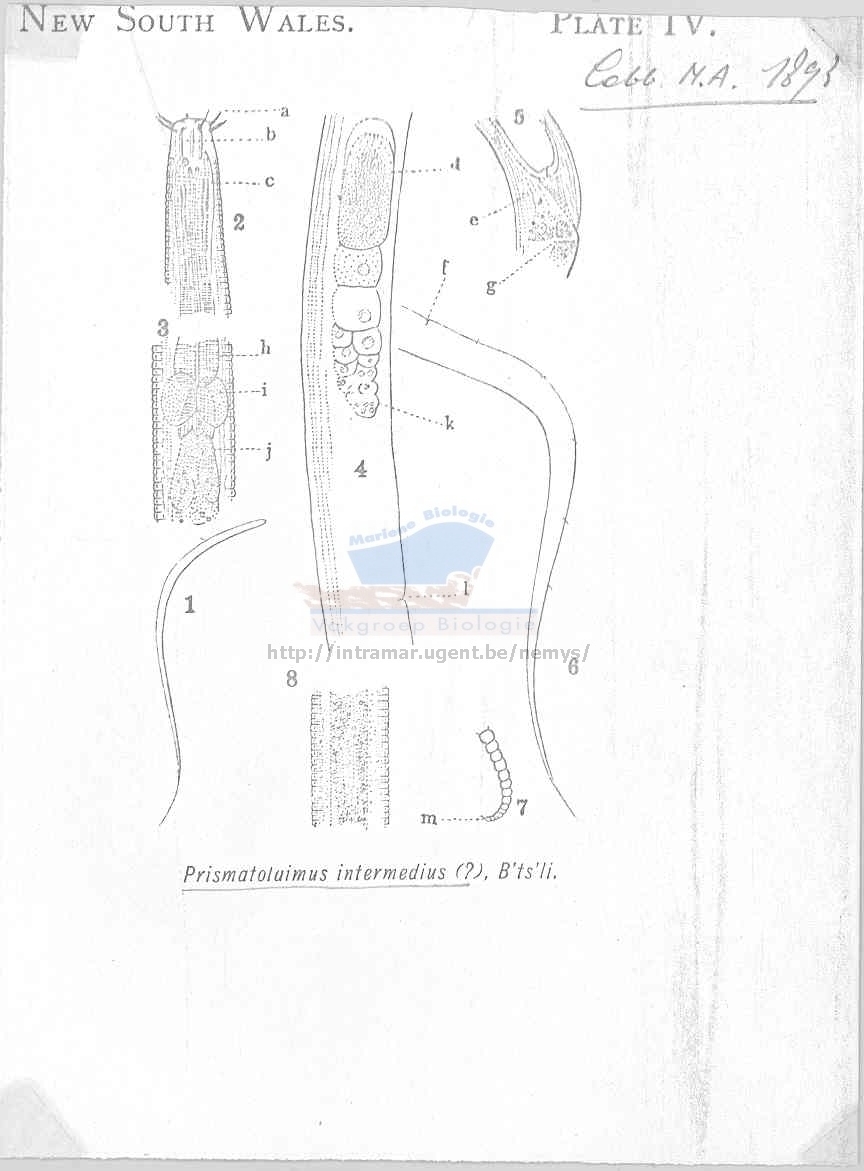 NEW SOUTH WALES.
PLATE IV.
Cobb. N.A. 1893
a
b
c
2
d
5
e
g
f
3
h
i
j
k
4
1
l
Mariene Biologie
Vakgroep Biologie
http://intramar.ugent.be/nemys/
6
8
7
m
Prismatolaimus intermedius (?), B'ts'li.